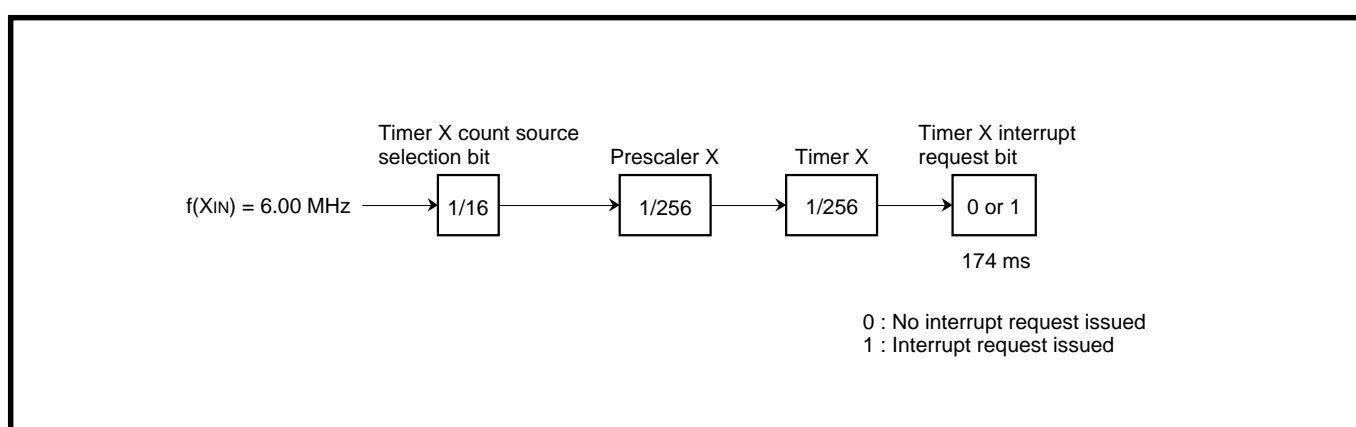 Timer X count source
selection bit
Prescaler X
Timer X
Timer X interrupt
request bit
f(XIN) = 6.00 MHz
1/16
1/256
1/256
0 or 1
174 ms
0 : No interrupt request issued
1 : Interrupt request issued